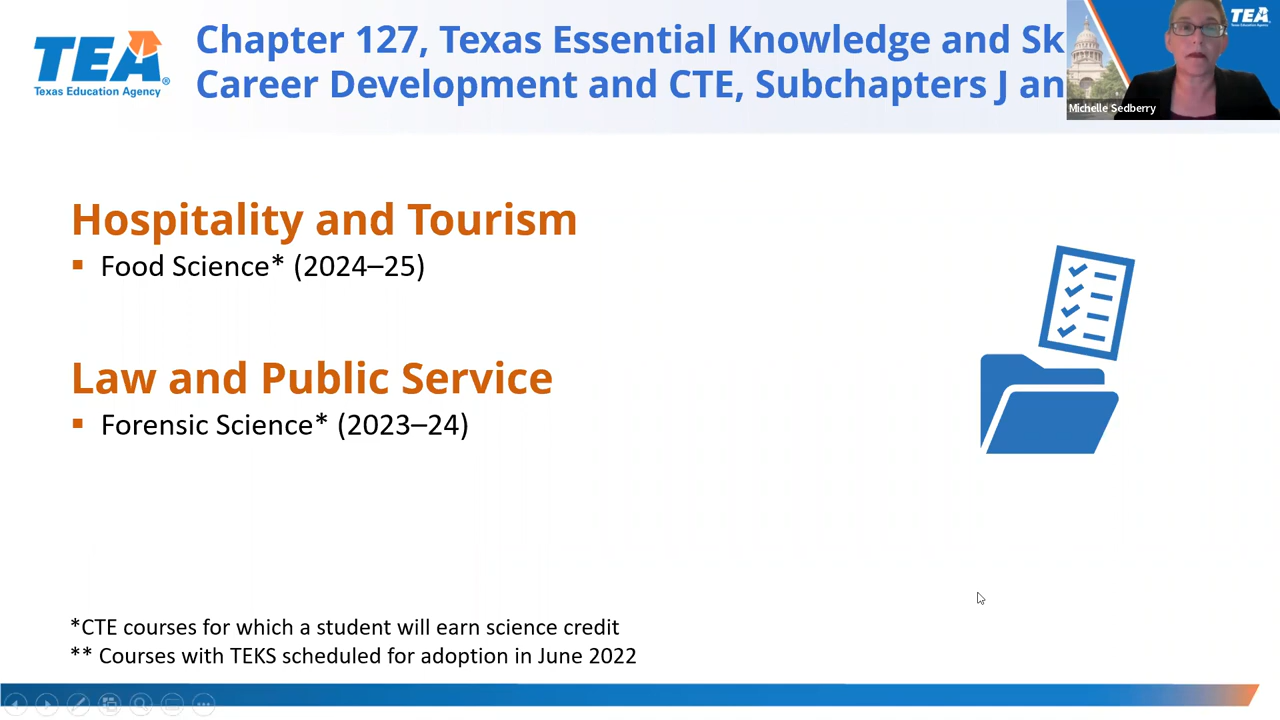 TEA
Texas Education Agency
Chapter 127, Texas Essential Knowledge and Sk
Career Development and CTE, Subchapters J an
TEA
Michelle Sedberry
Hospitality and Tourism
▪ Food Science* (2024–25)
Law and Public Service
▪ Forensic Science* (2023–24)
*CTE courses for which a student will earn science credit
** Courses with TEKS scheduled for adoption in June 2022